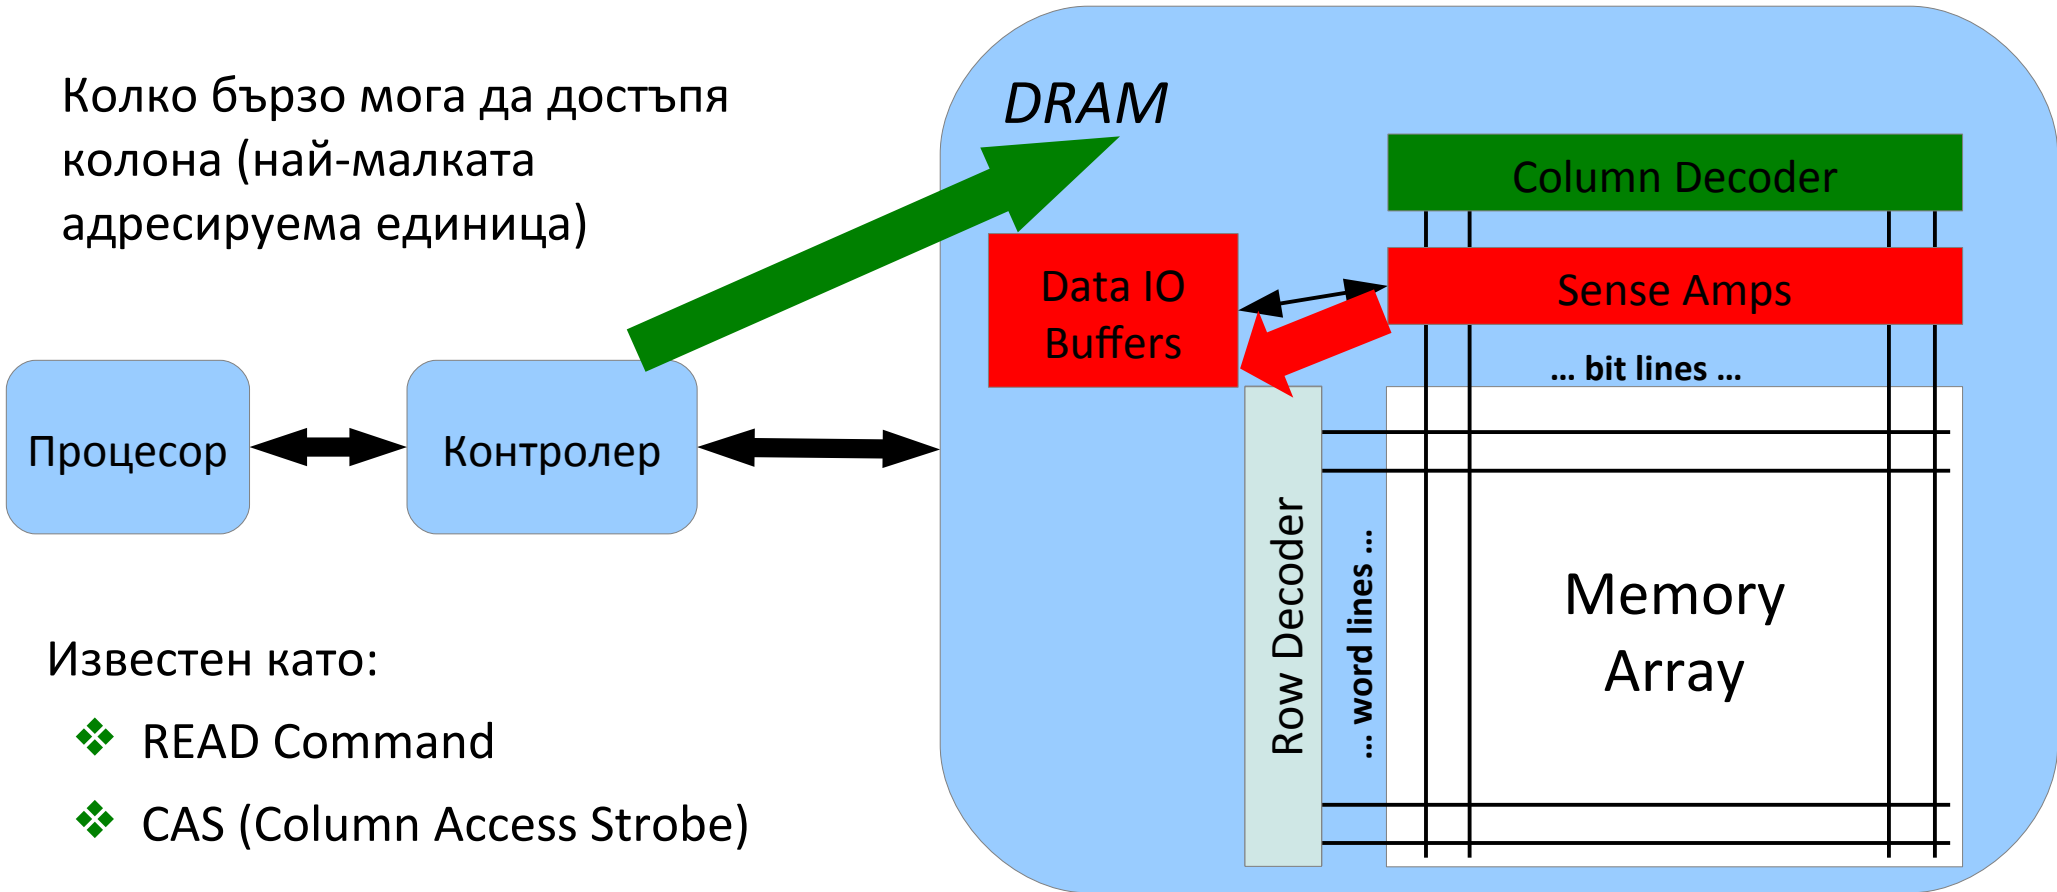 Колко бързо мога да достъпя
колона (най-малката
адресируема единица)
DRAM
Column Decoder
Data IO
Buffers
Sense Amps
... bit lines ...
Процесор
Контролер
Row Decoder
... word lines ...
Memory
Array
Известен като:
❖ READ Command
❖ CAS (Column Access Strobe)